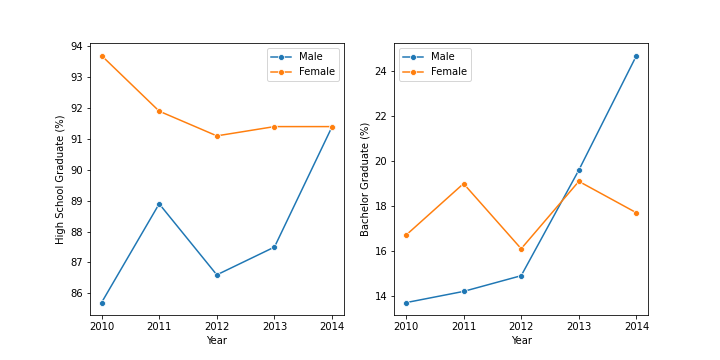 94
93
92
91
90
89
88
87
86
High School Graduate (%)
2010 2011 2012 2013 2014
Year
Male
Female
24
22
20
18
16
14
Bachelor Graduate (%)
2010 2011 2012 2013 2014
Year
Male
Female